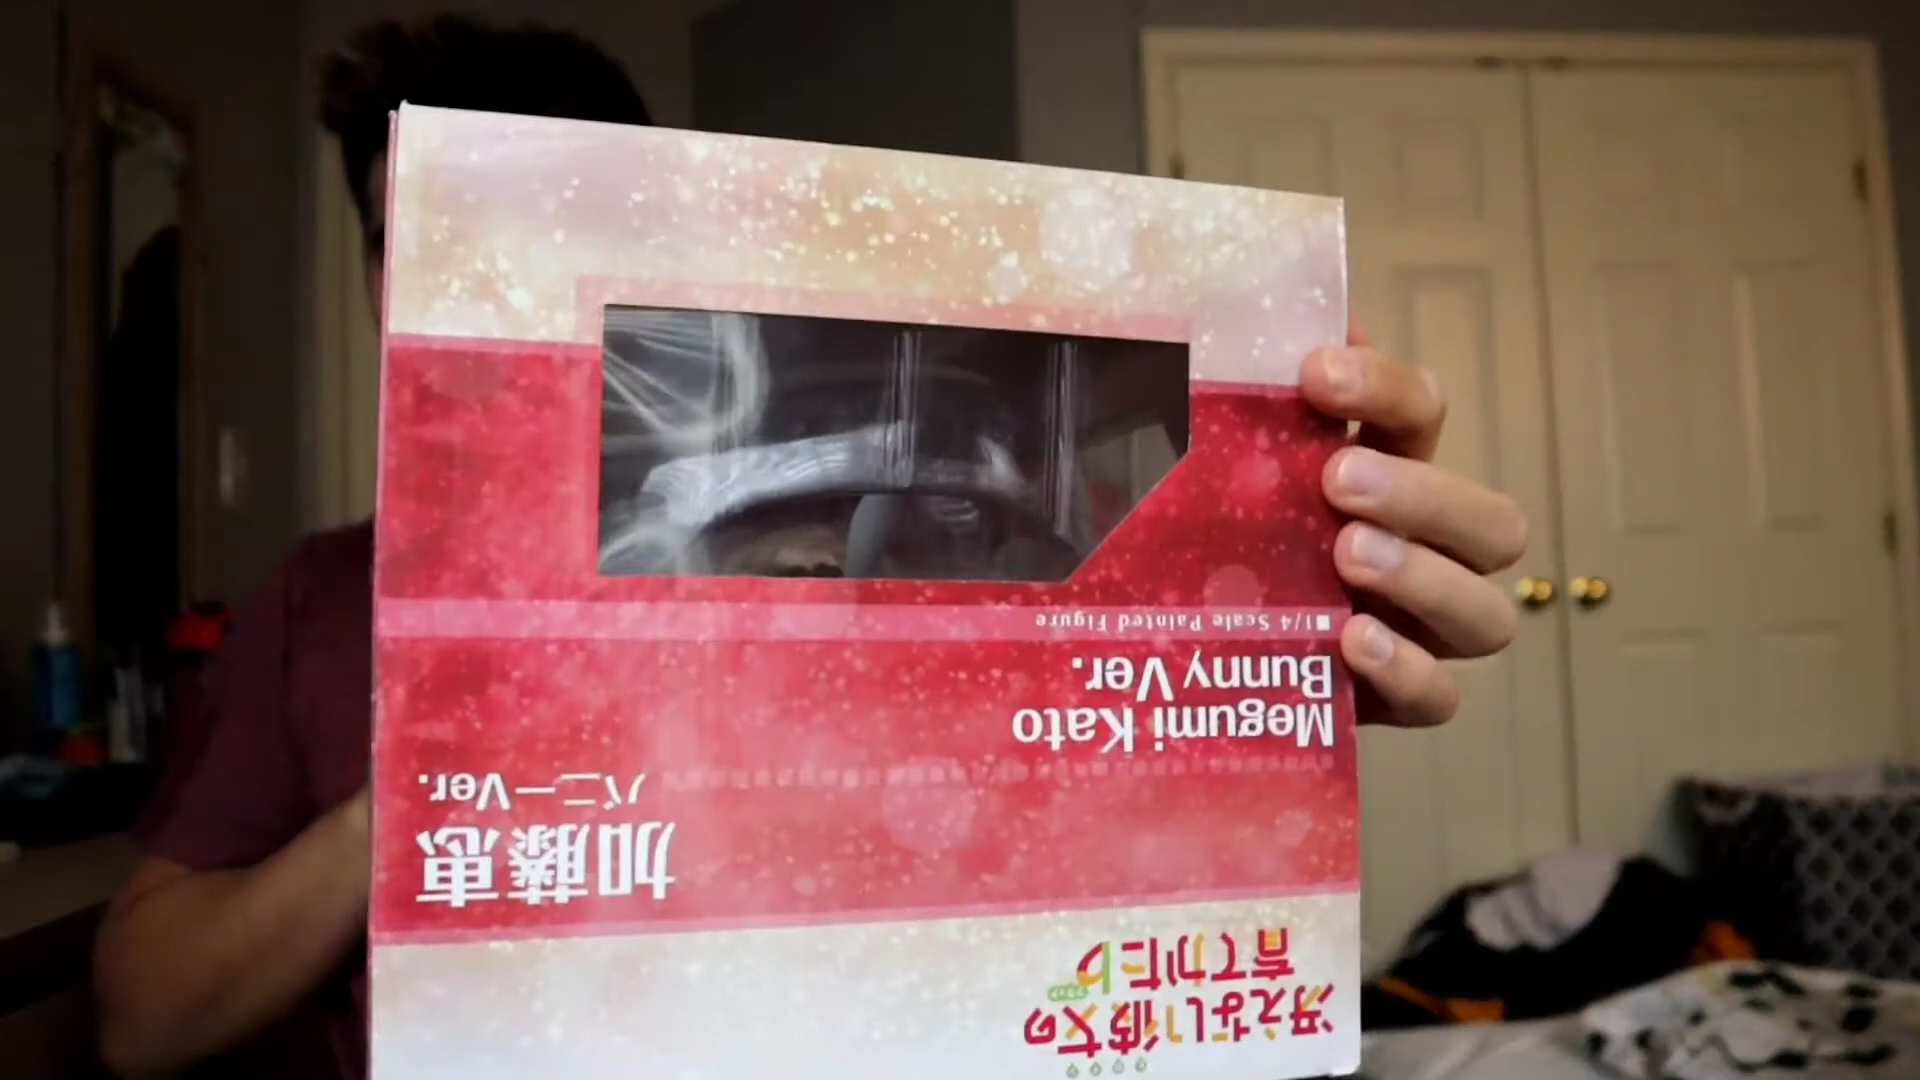 冴えない彼女の
育てかた♭
加藤恵
バニーVer.
Megumi Kato
Bunny Ver.
■1/4 Scale Painted Figure